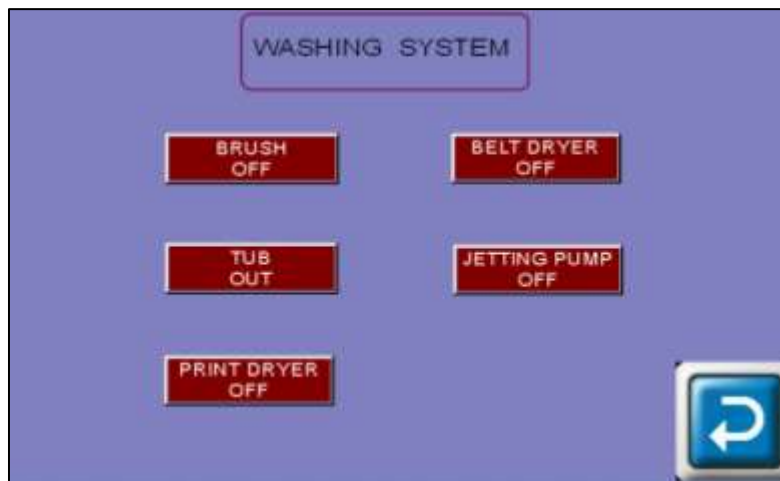 WASHING SYSTEM
BRUSH
OFF
BELT DRYER
OFF
TUB
OUT
JETTING PUMP
OFF
PRINT DRYER
OFF